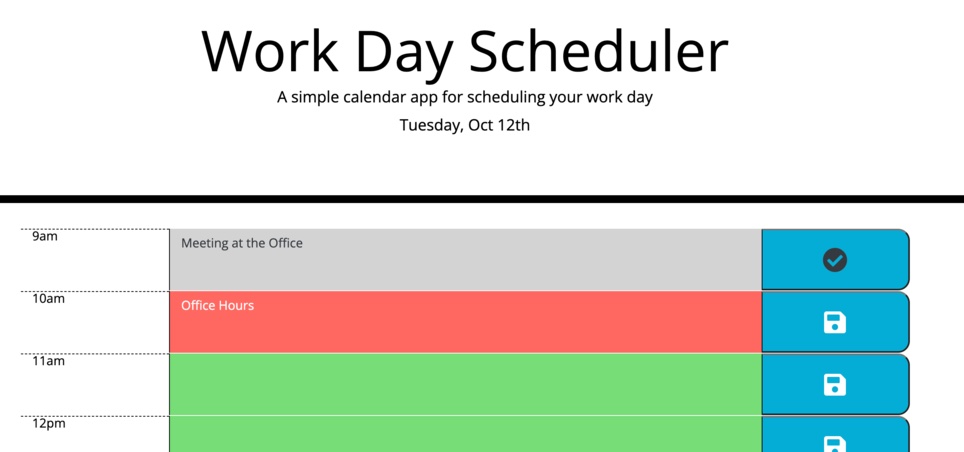 Work Day Scheduler
A simple calendar app for scheduling your work day
Tuesday, Oct 12th
9am
Meeting at the Office
10am
Office Hours
11am
12pm